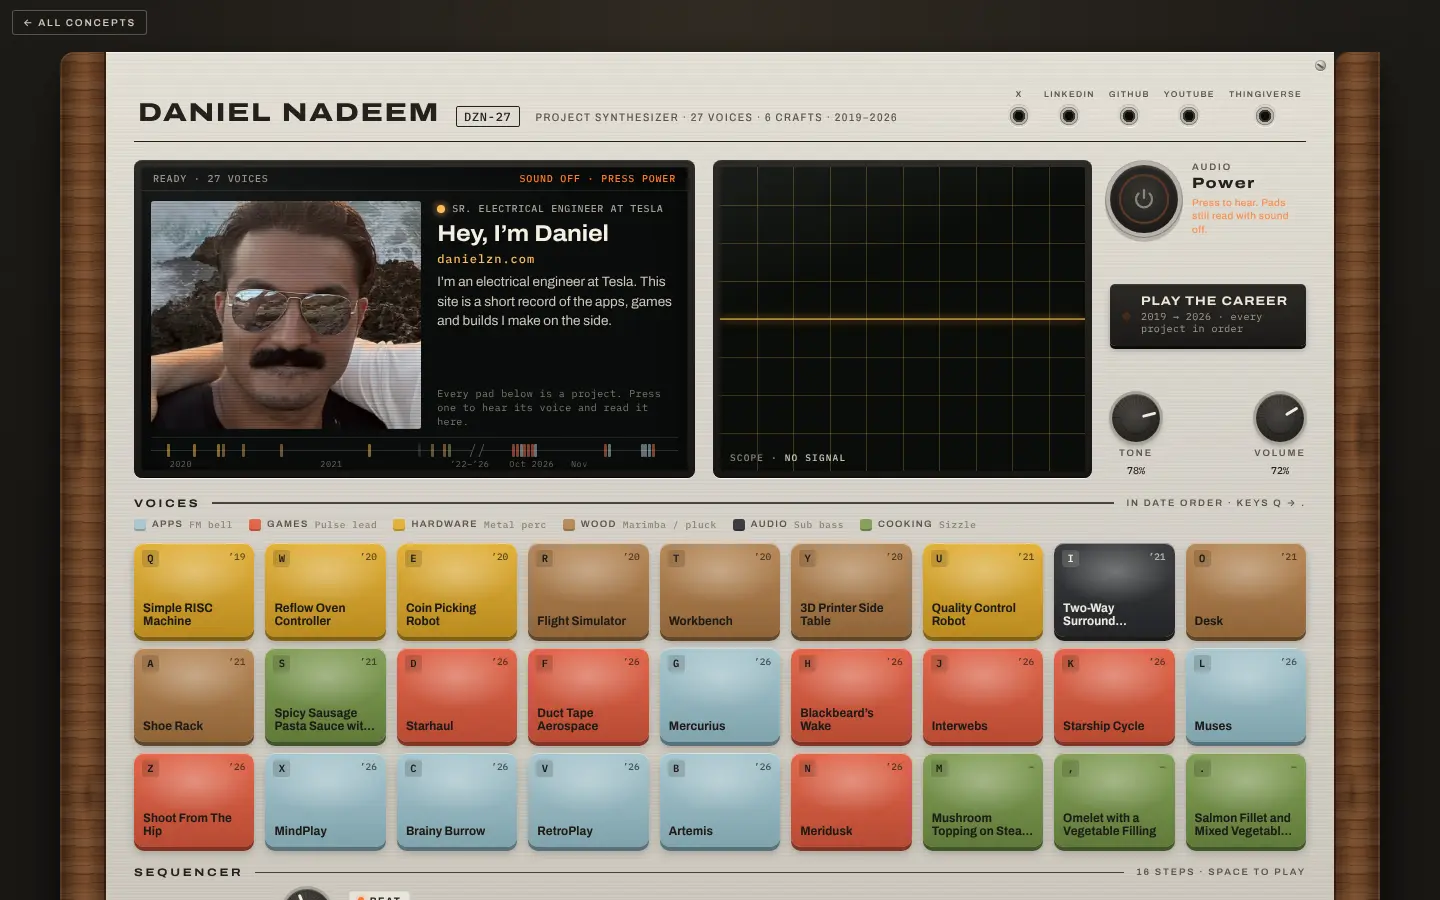 ← ALL CONCEPTS
X LINKEDIN GITHUB YOUTUBE THINGIVERSE
DANIEL NADEEM DZN-27 PROJECT SYNTHESIZER · 27 VOICES · 6 CRAFTS · 2019–2026
READY · 27 VOICES SOUND OFF · PRESS POWER
SR. ELECTRICAL ENGINEER AT TESLA
Hey, I’m Daniel
danielzn.com
I’m an electrical engineer at Tesla. This
site is a short record of the apps, games
and builds I make on the side.
Every pad below is a project. Press
one to hear its voice and read it
here.
2020 2021 ’22–’26 Oct 2026 Nov
SCOPE · NO SIGNAL
AUDIO
Power
Press to hear. Pads
still read with sound
off.
PLAY THE CAREER
2019 → 2026 · every
project in order
TONE VOLUME
78% 72%
VOICES IN DATE ORDER · KEYS Q → .
APPS FM bell GAMES Pulse lead HARDWARE Metal perc WOOD Marimba / pluck AUDIO Sub bass COOKING Sizzle
Q ’19
Simple RISC
Machine
W ’20
Reflow Oven
Controller
E ’20
Coin Picking
Robot
R ’20
Flight Simulator
T ’20
Workbench
Y ’20
3D Printer Side
Table
U ’21
Quality Control
Robot
I ’21
Two-Way
Surround…
O ’21
Desk
A ’21
Shoe Rack
S ’21
Spicy Sausage
Pasta Sauce wit…
D ’26
Starhaul
F ’26
Duct Tape
Aerospace
G ’26
Mercurius
H ’26
Blackbeard’s
Wake
J ’26
Interwebs
K ’26
Starship Cycle
L ’26
Muses
Z ’26
Shoot From The
Hip
X ’26
MindPlay
C ’26
Brainy Burrow
V ’26
RetroPlay
B ’26
Artemis
N ’26
Meridusk
M –
Mushroom
Topping on Stea…
, –
Omelet with a
Vegetable Filling
. –
Salmon Fillet and
Mixed Vegetabl…
SEQUENCER 16 STEPS · SPACE TO PLAY
BEAT